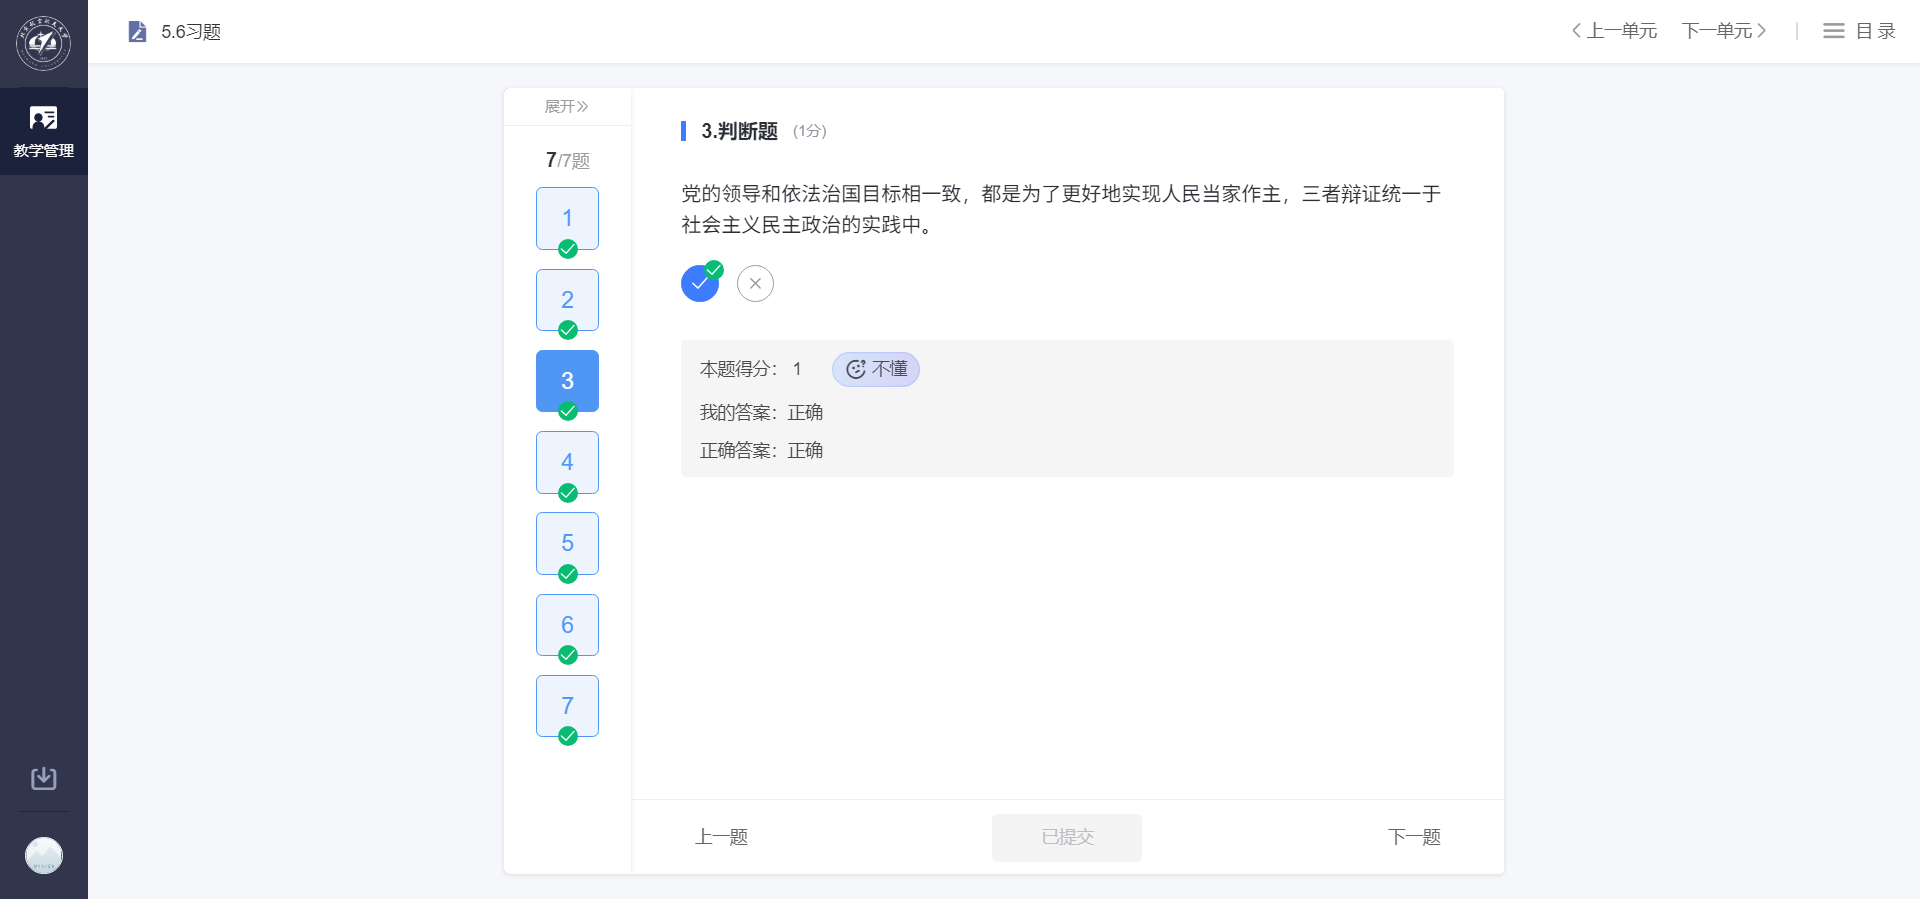 5.6习题
上一单元
下一单元
目录
教学管理
展开
7/7题
1
2
3
4
5
6
7
3.判断题 (1分)
党的领导和依法治国目标相一致，都是为了更好地实现人民当家作主，三者辩证统一于
社会主义民主政治的实践中。
本题得分： 1 不懂
我的答案：正确
正确答案：正确
上一题
已提交
下一题